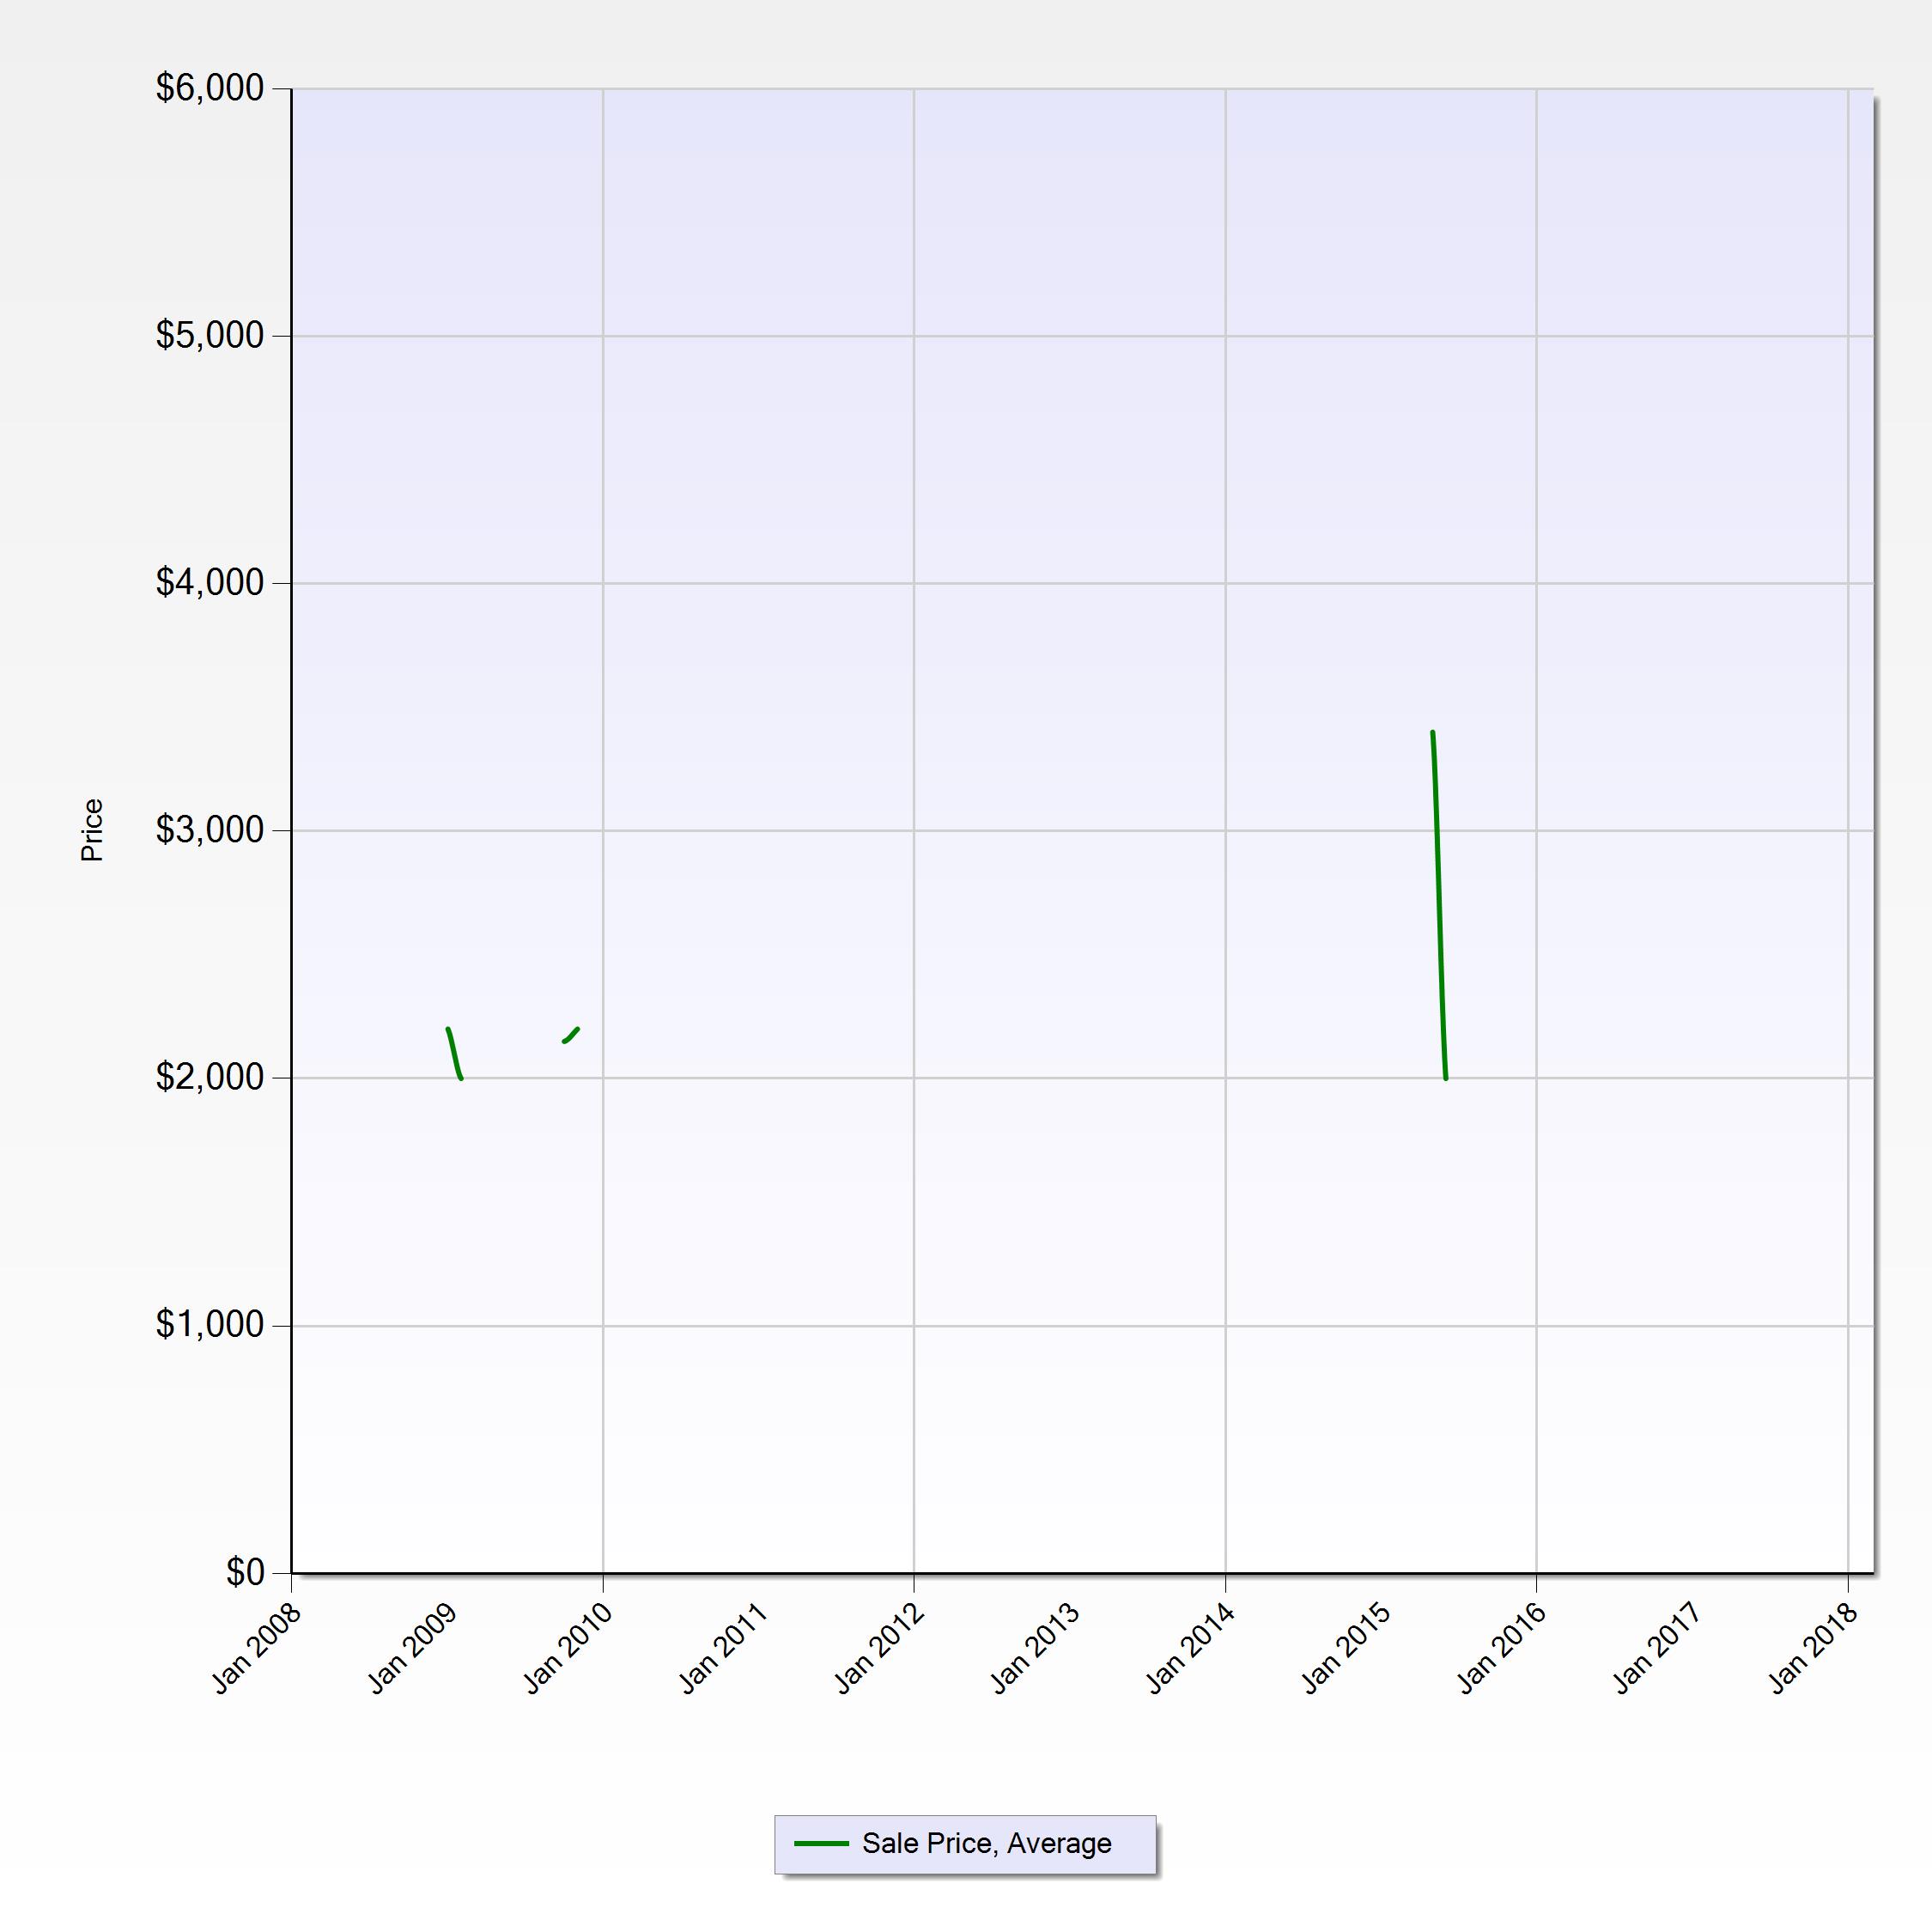 $6,000
$5,000
$4,000
$3,000
$2,000
$1,000
$0
Price
Jan 2008
Jan 2009
Jan 2010
Jan 2011
Jan 2012
Jan 2013
Jan 2014
Jan 2015
Jan 2016
Jan 2017
Jan 2018
Sale Price, Average